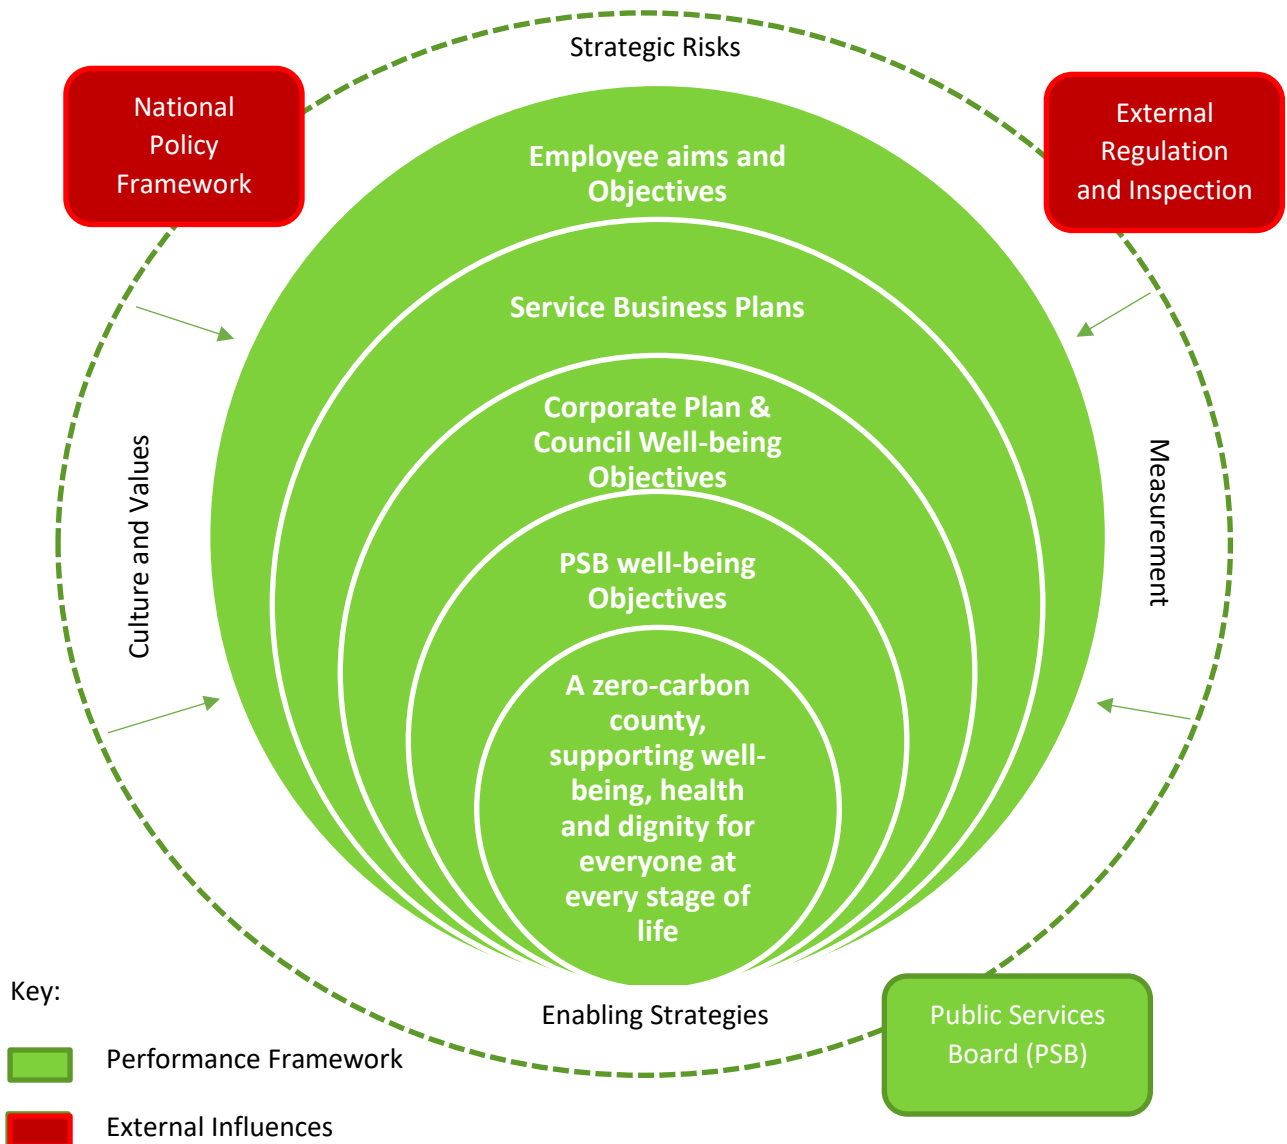 Strategic Risks
National
Policy
Framework
External
Regulation
and Inspection
Employee aims and
Objectives
Service Business Plans
Corporate Plan &
Council Well-being
Objectives
Culture and Values
Measurement
PSB well-being
Objectives
A zero-carbon
county,
supporting well-
being, health
and dignity for
everyone at
every stage of
life
Enabling Strategies
Public Services
Board (PSB)
Key:
Performance Framework
External Influences